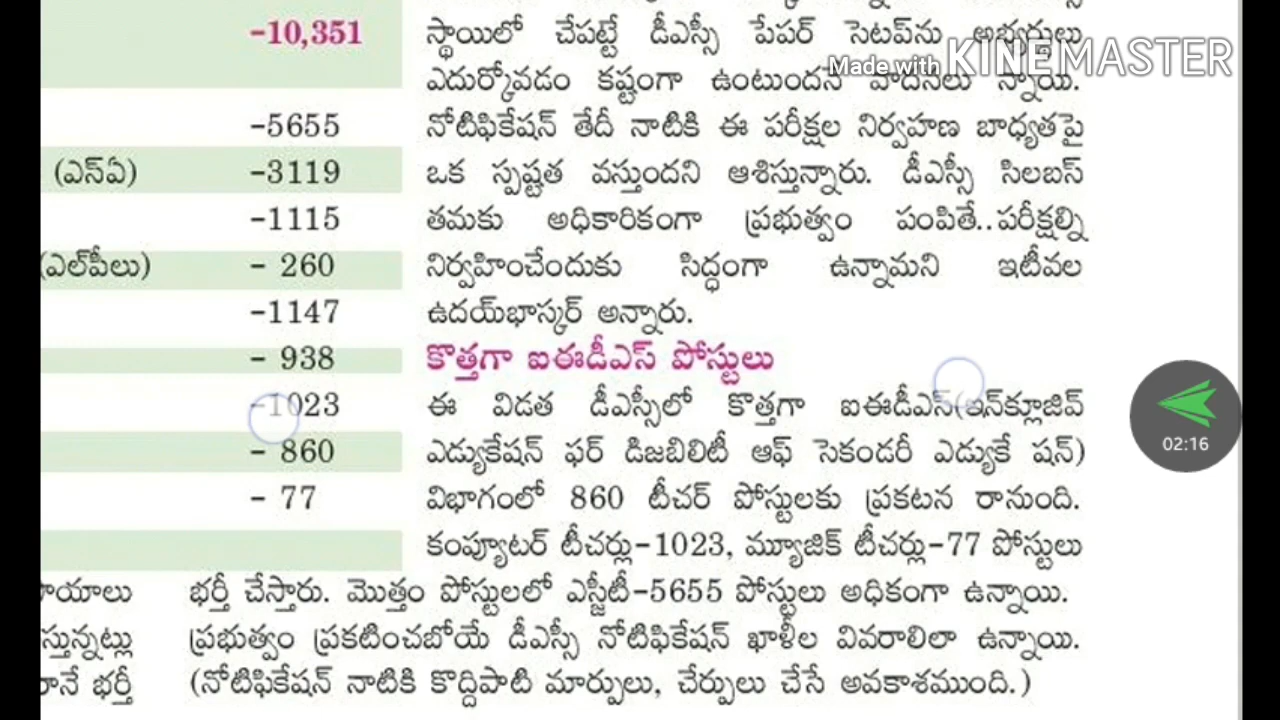 -10,351
-5655
(ఎన్ఏ) -3119
-1115
(ఎల్‌పీలు) - 260
-1147
- 938
-1023
- 860
- 77
స్థాయిలో చేపట్టే డీఎస్సీ పేపర్ సెటప్‌ను అభ్యర్థులు
ఎదుర్కోవడం కష్టంగా ఉంటుందన్
నోటిఫికేషన్ తేదీ నాటికి ఈ పరీక్షల నిర్వహణ బాధ్యతపై
ఒక స్పష్టత వస్తుందని ఆశిస్తున్నారు. డీఎస్సీ సిలబస్
తమకు అధికారికంగా ప్రభుత్వం పంపితే..పరీక్షల్ని
నిర్వహించేందుకు సిద్ధంగా ఉన్నామని ఇటీవల
ఉదయ్‌భాస్కర్ అన్నారు.
కొత్తగా ఐఈడీఎస్ పోస్టులు
ఈ విడత డీఎస్సీలో కొత్తగా ఐఈడీఎస్(ఇన్‌క్లూజివ్
ఎడ్యుకేషన్ ఫర్ డిజబిలిటీ ఆఫ్ సెకండరీ ఎడ్యుకే షన్)
విభాగంలో 860 టీచర్ పోస్టులకు ప్రకటన రానుంది.
కంప్యూటర్ టీచర్లు-1023, మ్యూజిక్ టీచర్లు-77 పోస్టులు
భర్తీ చేస్తారు. మొత్తం పోస్టులలో ఎస్జీటీ-5655 పోస్టులు అధికంగా ఉన్నాయి.
ప్రభుత్వం ప్రకటించబోయే డీఎస్సీ నోటిఫికేషన్ ఖాళీల వివరాలిలా ఉన్నాయి.
(నోటిఫికేషన్ నాటికి కొద్దిపాటి మార్పులు, చేర్పులు చేసే అవకాశముంది.)
Made with KINEMASTER
02:16